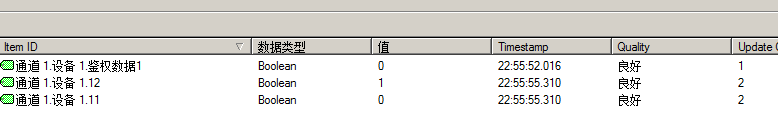 Item ID 数据类型 值 Timestamp Quality Update C
通道 1.设备 1.鉴权数据1 Boolean 0 22:55:52.016 良好 1
通道 1.设备 1.12 Boolean 1 22:55:55.310 良好 2
通道 1.设备 1.11 Boolean 0 22:55:55.310 良好 2